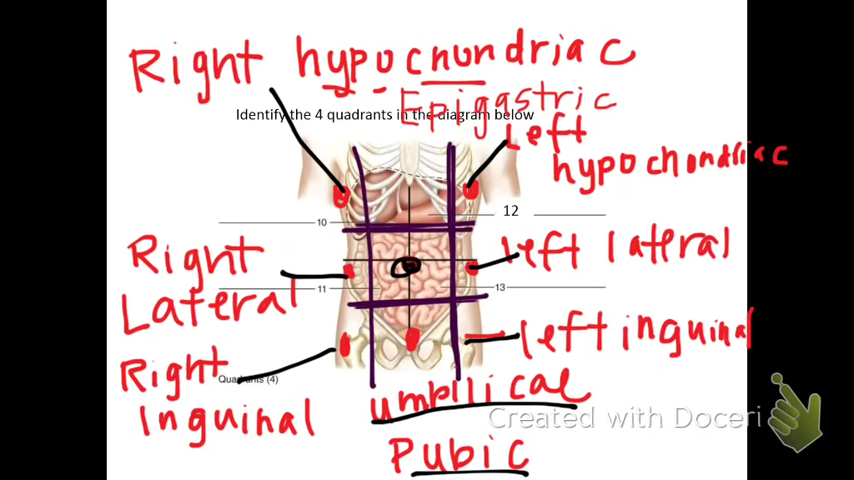 Right hypochondriac
Epigastric
Identify the 4 quadrants in the diagram below
Left
hypochondriac
12
10
Right
Lateral
left lateral
11
13
left inguinal
Right
Inguinal
Quadrants (4)
umbilical
Created with Doceri
Pubic